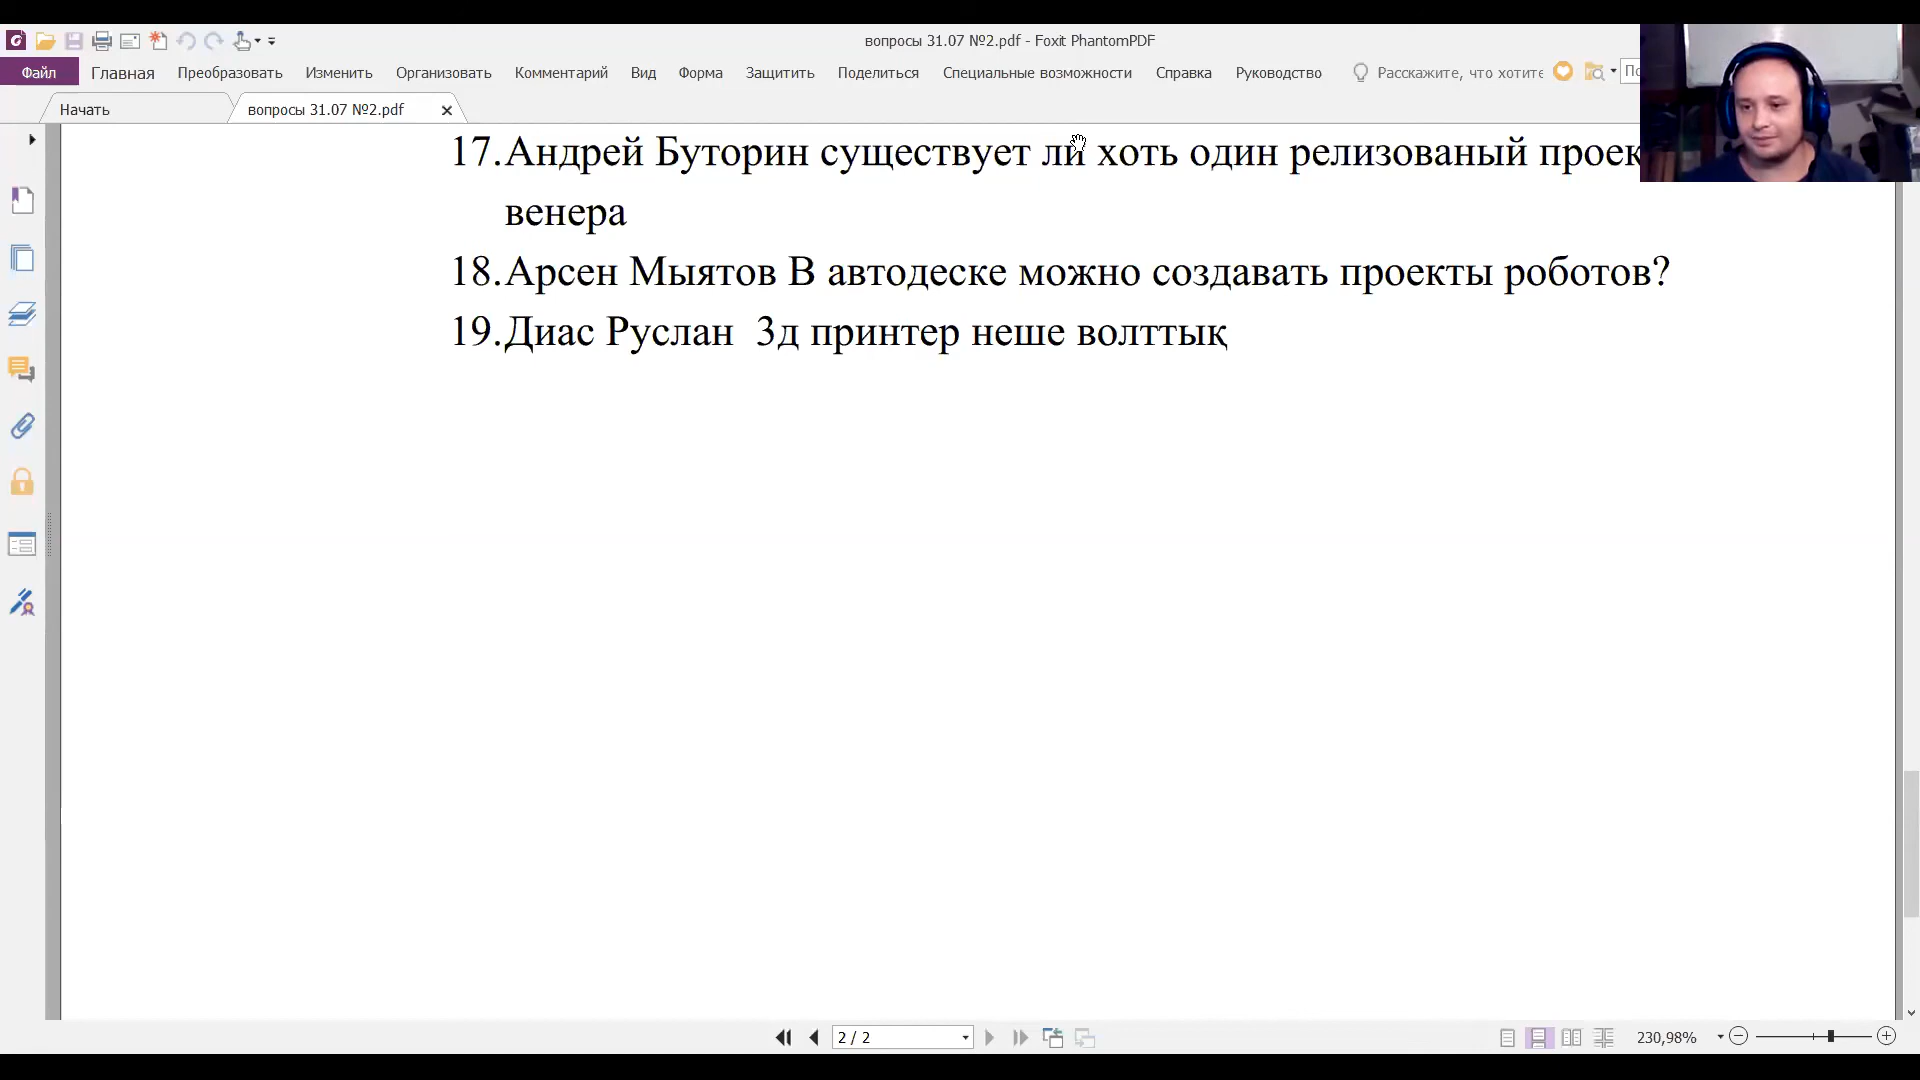 вопросы 31.07 №2.pdf - Foxit PhantomPDF
Файл Главная Преобразовать Изменить Организовать Комментарий Вид Форма Защитить Поделиться Специальные возможности Справка Руководство Расскажите, что хотите
Начать вопросы 31.07 №2.pdf
17.Андрей Буторин существует ли хоть один релизованый
венера
18.Арсен Мыятов В автодеске можно создавать проекты роботов?
19.Диас Руслан 3д принтер неше волттық
2 / 2 230,98%